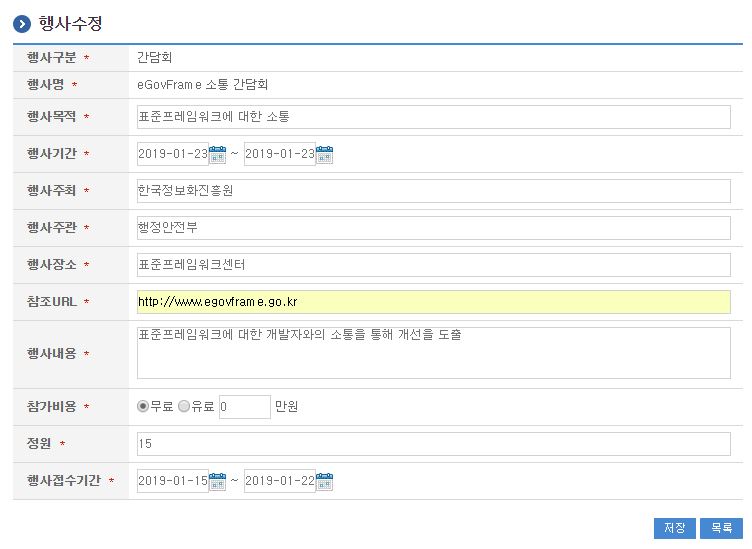 행사수정
행사구분 * 간담회
행사명 * eGovFrame 소통 간담회
행사목적 * 표준프레임워크에 대한 소통
행사기간 * 2019-01-23 ~ 2019-01-23
행사주최 * 한국정보화진흥원
행사주관 * 행정안전부
행사장소 * 표준프레임워크센터
참조URL * http://www.egovframe.go.kr
행사내용 * 표준프레임워크에 대한 개발자와의 소통을 통해 개선을 도출
참가비용 * 무료 유료 0 만원
정원 * 15
행사접수기간 * 2019-01-15 ~ 2019-01-22
저장 목록